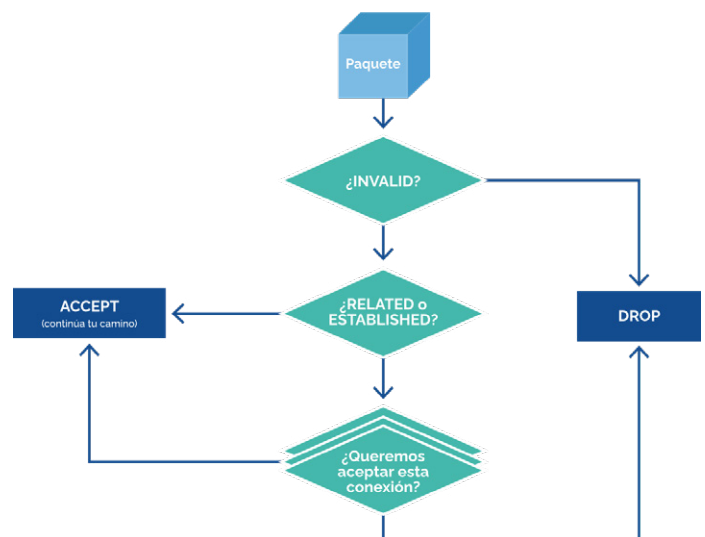 Paquete
¿INVALID?
¿RELATED o
ESTABLISHED?
ACCEPT
(continúa tu camino)
DROP
¿Queremos
aceptar esta
conexión?